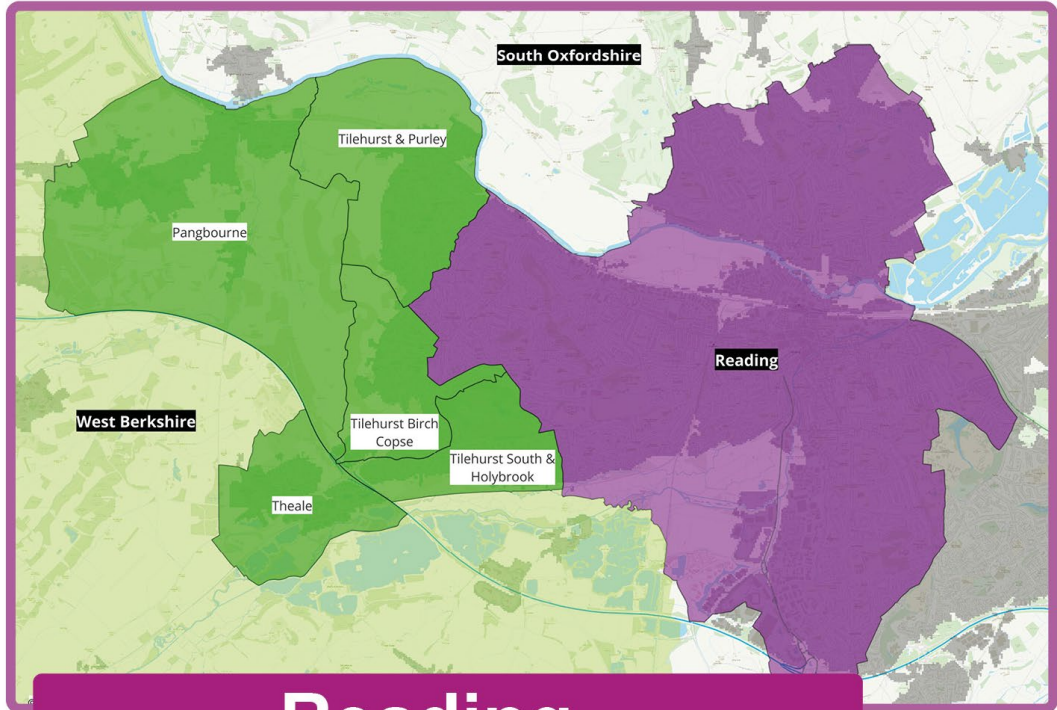 South Oxfordshire
Tilehurst & Purley
Pangbourne
Reading
West Berkshire
Tilehurst Birch
Copse
Tilehurst South &
Holybrook
Theale
Reading